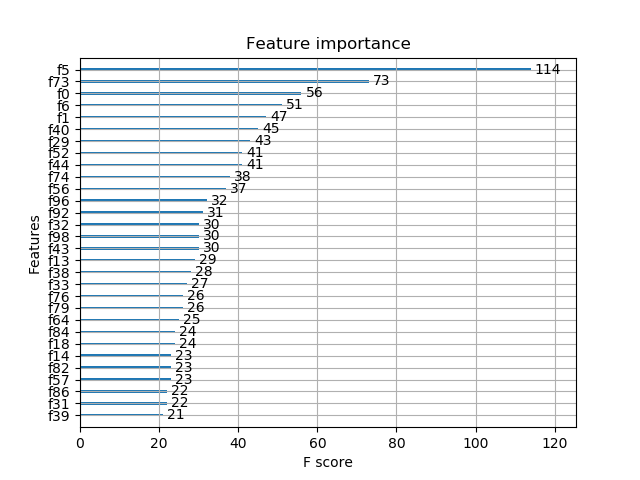 Feature importance
f5 114
f73 73
f0 56
f6 51
f1 47
f40 45
f29 43
f52 41
f44 41
f74 38
f56 37
f96 32
f92 31
f32 30
f98 30
f43 30
f13 29
f38 28
f33 27
f76 26
f79 26
f64 25
f84 24
f18 24
f14 23
f82 23
f57 23
f86 22
f31 22
f39 21
Features
0 20 40 60 80 100 120
F score